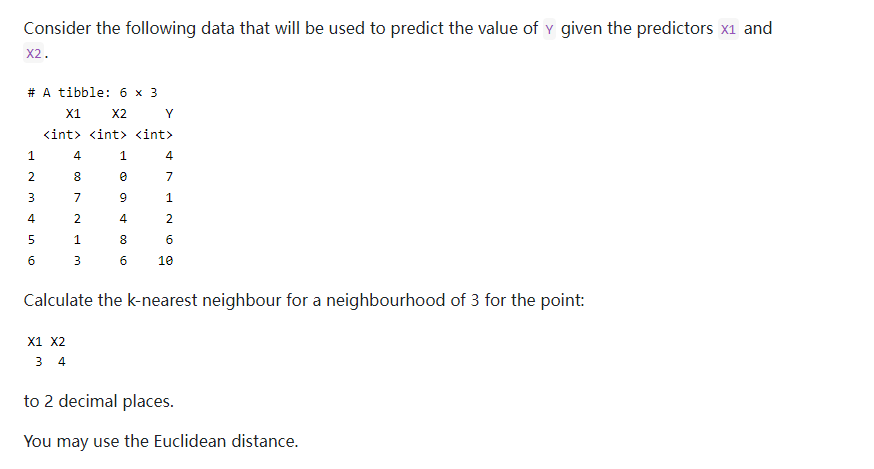 Consider the following data that will be used to predict the value of Y given the predictors X1 and
X2.
# A tibble: 6 × 3
X1 X2 Y
<int> <int> <int>
1 4 1 4
2 8 0 7
3 7 9 1
4 2 4 2
5 1 8 6
6 3 6 10
Calculate the k-nearest neighbour for a neighbourhood of 3 for the point:
X1 X2
3 4
to 2 decimal places.
You may use the Euclidean distance.